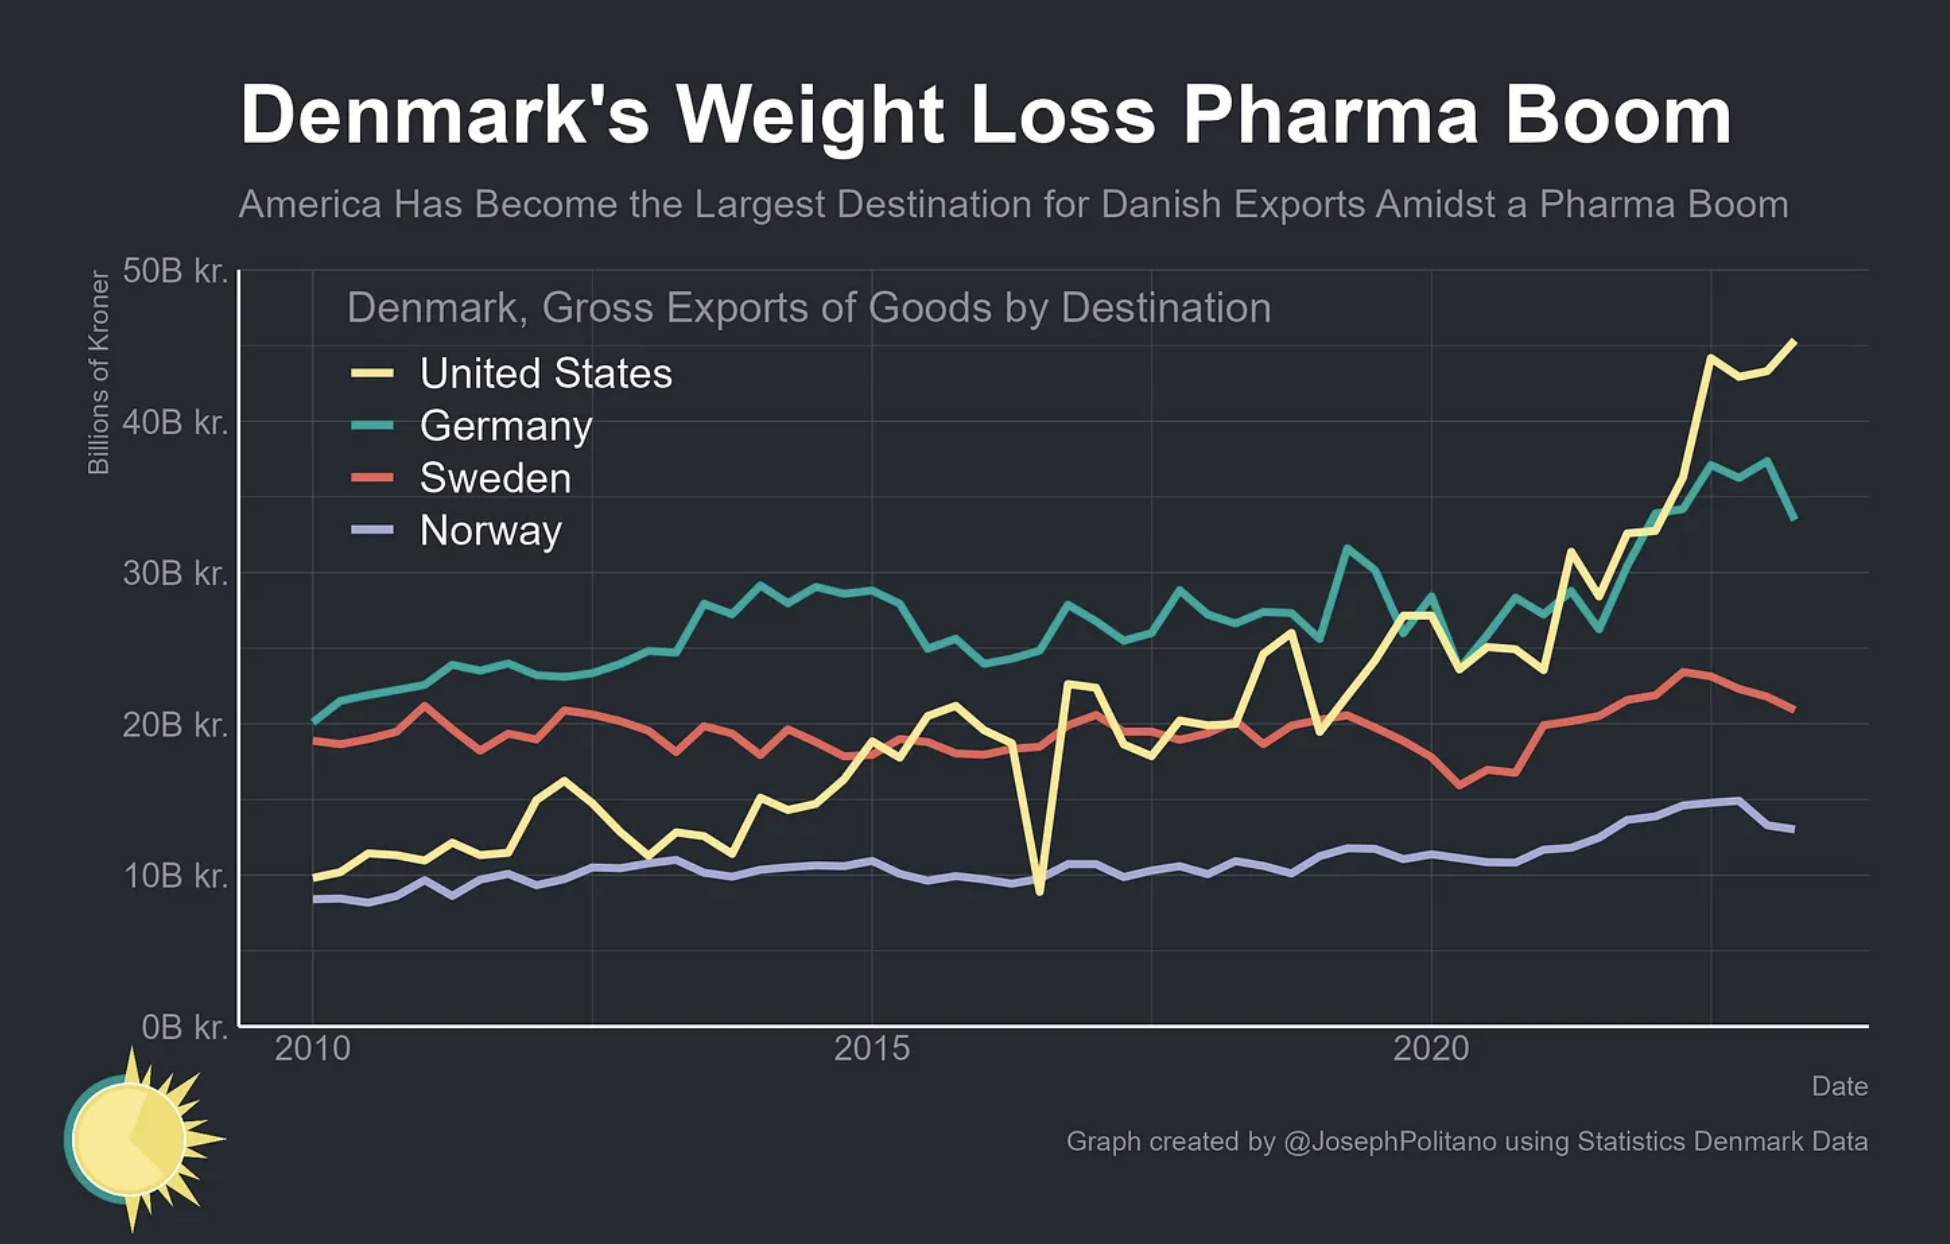 Denmark's Weight Loss Pharma Boom
America Has Become the Largest Destination for Danish Exports Amidst a Pharma Boom
Billions of Kroner
50B kr.
40B kr.
30B kr.
20B kr.
10B kr.
0B kr.
Denmark, Gross Exports of Goods by Destination
United States
Germany
Sweden
Norway
2010
2015
2020
Date
Graph created by @JosephPolitano using Statistics Denmark Data